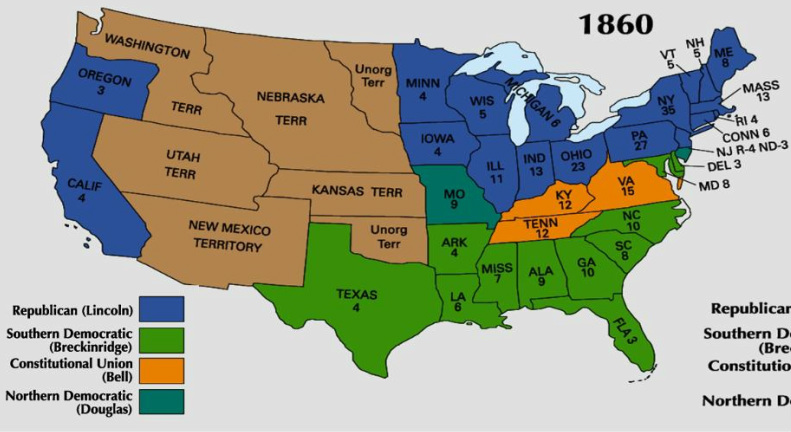 1860
WASHINGTON
TERR
OREGON
3
CALIF
4
NEBRASKA
TERR
Unorg
Terr
UTAH
TERR
KANSAS TERR
NEW MEXICO
TERRITORY
Unorg
Terr
MINN
4
IOWA
4
MO
9
ARK
4
LA
6
TEXAS
4
WIS
5
MICHIGAN 6
ILL
11
IND
13
OHIO
23
KY
12
TENN
12
MISS
7
ALA
9
GA
10
FLA 3
SC
8
NC
10
VA
15
PA
27
NY
35
VT
5
NH
5
ME
8
MASS
13
RI 4
CONN 6
NJ R-4 ND-3
DEL 3
MD 8
Republican (Lincoln)
Southern Democratic
(Breckinridge)
Constitutional Union
(Bell)
Northern Democratic
(Douglas)
Republican
Southern D
(Bre
Constitutio
Northern D